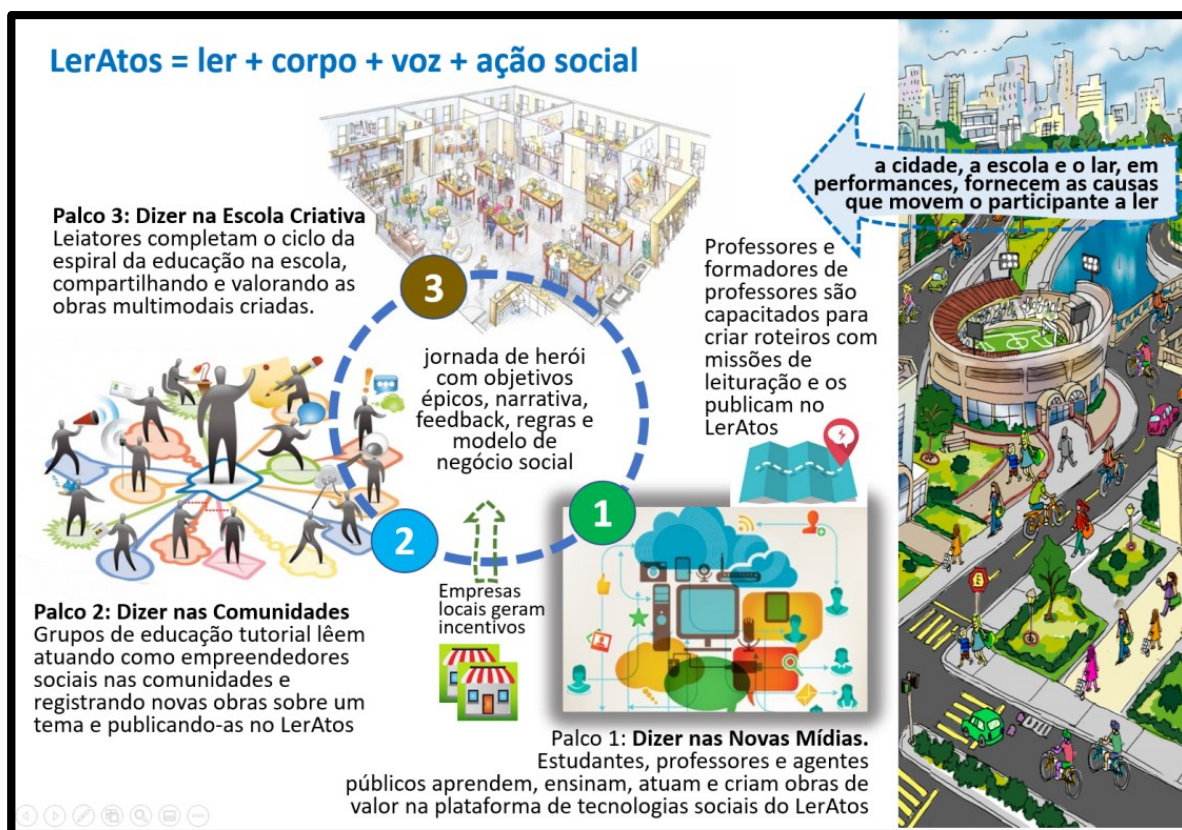 LerAtos = ler + corpo + voz + ação social
a cidade, a escola e o lar, em
performances, fornecem as causas
que movem o participante a ler
Palco 3: Dizer na Escola Criativa
Leiatores completam o ciclo da
espiral da educação na escola,
compartilhando e valorando as
obras multimodais criadas.
Professores e
formadores de
professores são
capacitados para
criar roteiros com
missões de
leituração e os
publicam no
LerAtos
3
jornada de herói
com objetivos
épicos, narrativa,
feedback, regras e
modelo de
negócio social
1
2
Empresas
locais geram
incentivos
Palco 2: Dizer nas Comunidades
Grupos de educação tutorial lêem
atuando como empreendedores
sociais nas comunidades e
registrando novas obras sobre um
tema e publicando-as no LerAtos
Palco 1: Dizer nas Novas Mídias.
Estudantes, professores e agentes
públicos aprendem, ensinam, atuam e criam obras de
valor na plataforma de tecnologias sociais do LerAtos